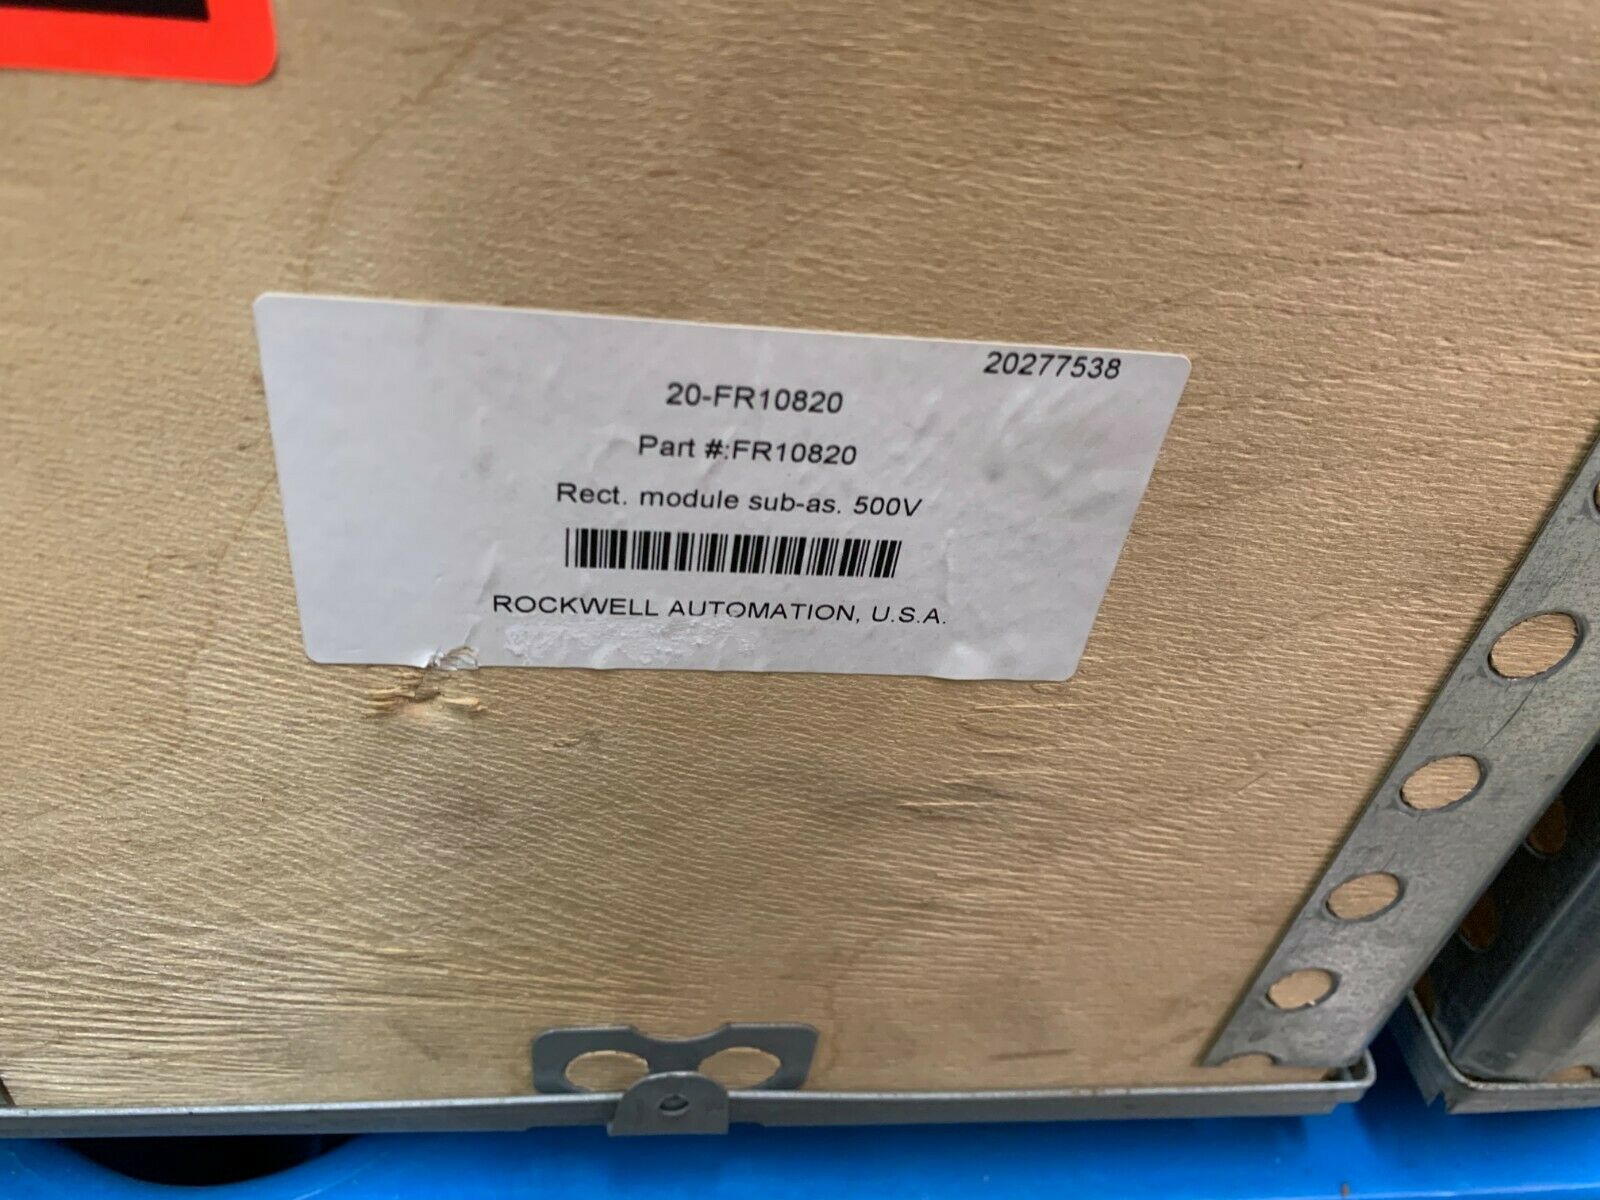 20277538
20-FR10820
Part #:FR10820
Rect. module sub-as. 500V
ROCKWELL AUTOMATION, U.S.A.